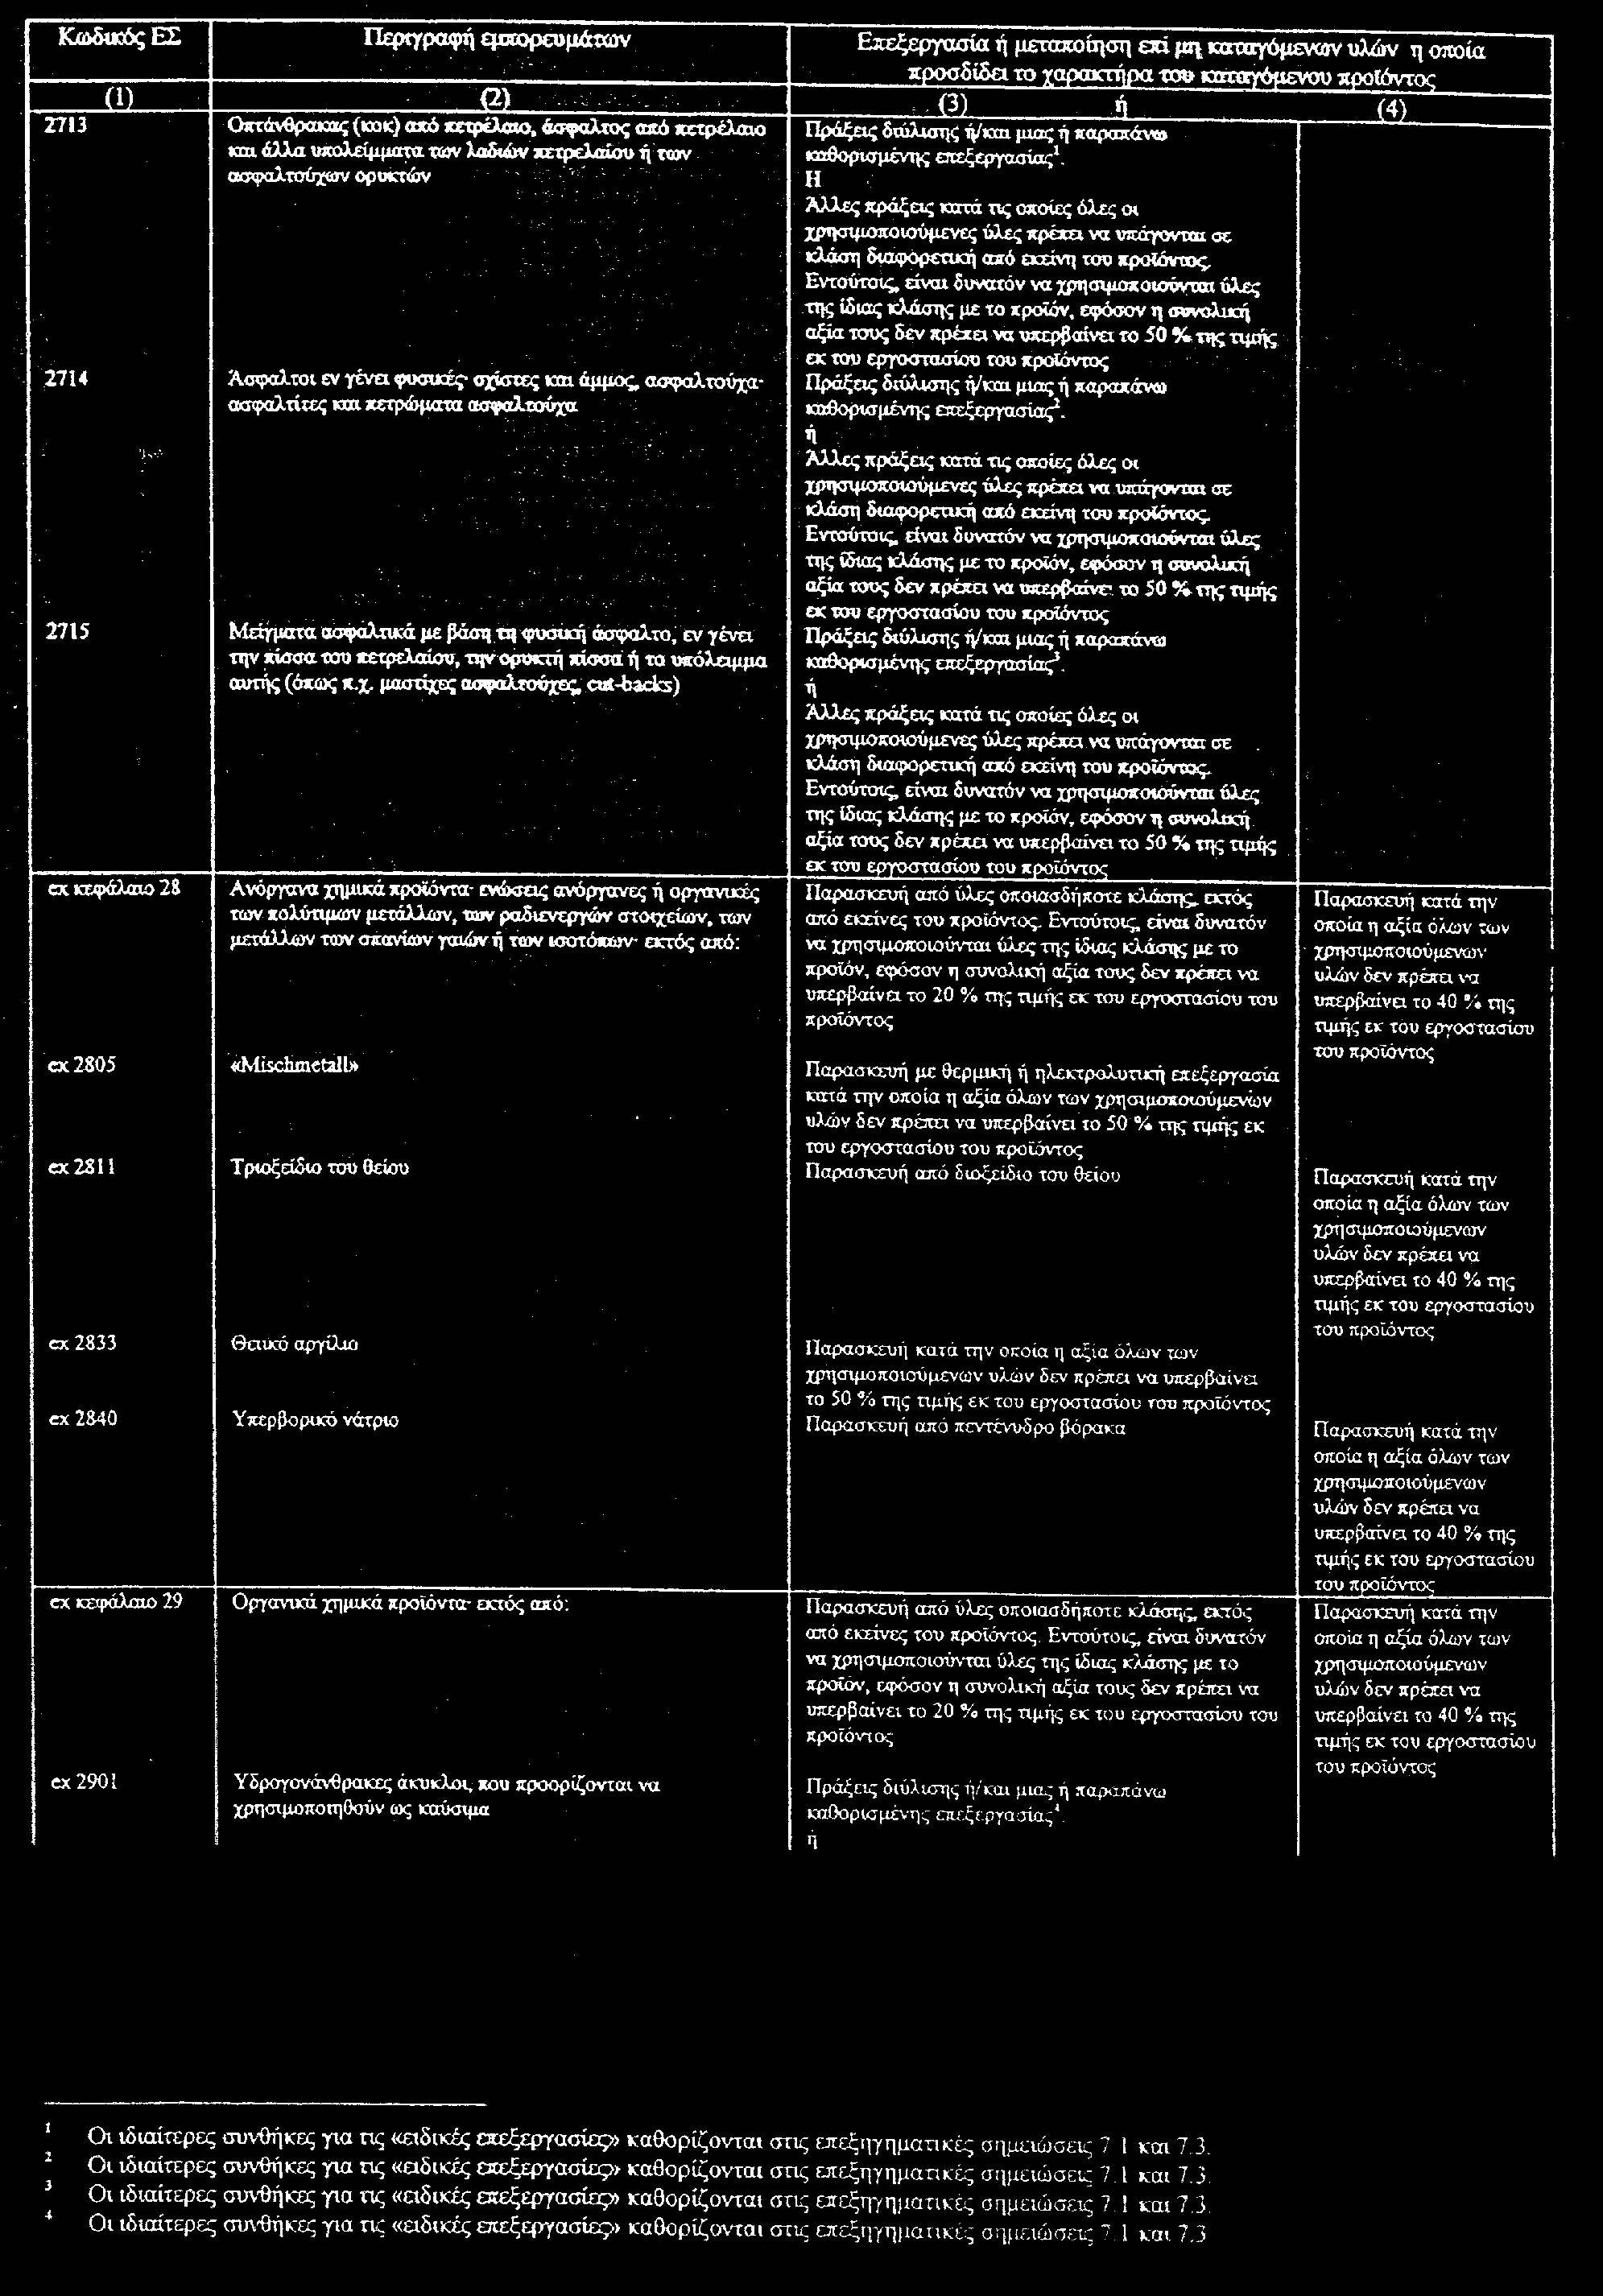 Κωδικός ΕΣ
Περιγραφή εμπορευμάτων
Επεξεργασία ή μεταποίηση επί μη καταγόμενων υλών η οποία
προσδίδει το χαρακτήρα του καταγόμενου προϊόντος
(1)
(2)
(3) ή (4)
2713
Οπτάνθρακας (κοκ) από πετρέλαιο, άσφαλτος από πετρέλαιο
και άλλα υπολείμματα των λαδιών πετρελαίου ή των
ασφαλτούχων ορυκτών
Πράξεις διύλισης ή/και μιας ή παραπάνω
καθορισμένης επεξεργασίας¹.
Η
Άλλες πράξεις κατά τις οποίες όλες οι
χρησιμοποιούμενες ύλες πρέπει να υπάγονται σε
κλάση διαφορετική από εκείνη του προϊόντος.
Εντούτοις, είναι δυνατόν να χρησιμοποιούνται ύλες
της ίδιας κλάσης με το προϊόν, εφόσον η συνολική
αξία τους δεν πρέπει να υπερβαίνει το 50 % της τιμής
εκ του εργοστασίου του προϊόντος
2714
Άσφαλτοι εν γένει φυσικές· σχίστες και άμμος, ασφαλτούχα·
ασφαλτίτες και πετρώματα ασφαλτούχα
Πράξεις διύλισης ή/και μιας ή παραπάνω
καθορισμένης επεξεργασίας².
ή
Άλλες πράξεις κατά τις οποίες όλες οι
χρησιμοποιούμενες ύλες πρέπει να υπάγονται σε
κλάση διαφορετική από εκείνη του προϊόντος.
Εντούτοις, είναι δυνατόν να χρησιμοποιούνται ύλες
της ίδιας κλάσης με το προϊόν, εφόσον η συνολική
αξία τους δεν πρέπει να υπερβαίνει το 50 % της τιμής
εκ του εργοστασίου του προϊόντος
2715
Μείγματα ασφαλτικά με βάση τη φυσική άσφαλτο, εν γένει
την πίσσα του πετρελαίου, την ορυκτή πίσσα ή το υπόλειμμα
αυτής (όπως π.χ. μαστίχες ασφαλτούχες, cut-backs)
Πράξεις διύλισης ή/και μιας ή παραπάνω
καθορισμένης επεξεργασίας³.
ή
Άλλες πράξεις κατά τις οποίες όλες οι
χρησιμοποιούμενες ύλες πρέπει να υπάγονται σε
κλάση διαφορετική από εκείνη του προϊόντος.
Εντούτοις, είναι δυνατόν να χρησιμοποιούνται ύλες
της ίδιας κλάσης με το προϊόν, εφόσον η συνολική
αξία τους δεν πρέπει να υπερβαίνει το 50 % της τιμής
εκ του εργοστασίου του προϊόντος
ex κεφάλαιο 28
Ανόργανα χημικά προϊόντα· ενώσεις ανόργανες ή οργανικές
των πολύτιμων μετάλλων, των ραδιενεργών στοιχείων, των
μετάλλων των σπανίων γαιών ή των ισοτόπων· εκτός από:
Παρασκευή από ύλες οποιασδήποτε κλάσης, εκτός
από εκείνες του προϊόντος. Εντούτοις, είναι δυνατόν
να χρησιμοποιούνται ύλες της ίδιας κλάσης με το
προϊόν, εφόσον η συνολική αξία τους δεν πρέπει να
υπερβαίνει το 20 % της τιμής εκ του εργοστασίου του
προϊόντος
Παρασκευή κατά την
οποία η αξία όλων των
χρησιμοποιούμενων
υλών δεν πρέπει να
υπερβαίνει το 40 % της
τιμής εκ του εργοστασίου
του προϊόντος
ex 2805
«Mischmetall»
Παρασκευή με θερμική ή ηλεκτρολυτική επεξεργασία
κατά την οποία η αξία όλων των χρησιμοποιούμενων
υλών δεν πρέπει να υπερβαίνει το 50 % της τιμής εκ
του εργοστασίου του προϊόντος
ex 2811
Τριοξείδιο του θείου
Παρασκευή από διοξείδιο του θείου
Παρασκευή κατά την
οποία η αξία όλων των
χρησιμοποιούμενων
υλών δεν πρέπει να
υπερβαίνει το 40 % της
τιμής εκ του εργοστασίου
του προϊόντος
ex 2833
Θειικό αργίλιο
Παρασκευή κατά την οποία η αξία όλων των
χρησιμοποιούμενων υλών δεν πρέπει να υπερβαίνει
το 50 % της τιμής εκ του εργοστασίου του προϊόντος
ex 2840
Υπερβορικό νάτριο
Παρασκευή από πεντένυδρο βόρακα
Παρασκευή κατά την
οποία η αξία όλων των
χρησιμοποιούμενων
υλών δεν πρέπει να
υπερβαίνει το 40 % της
τιμής εκ του εργοστασίου
του προϊόντος
ex κεφάλαιο 29
Οργανικά χημικά προϊόντα· εκτός από:
Παρασκευή από ύλες οποιασδήποτε κλάσης, εκτός
από εκείνες του προϊόντος. Εντούτοις, είναι δυνατόν
να χρησιμοποιούνται ύλες της ίδιας κλάσης με το
προϊόν, εφόσον η συνολική αξία τους δεν πρέπει να
υπερβαίνει το 20 % της τιμής εκ του εργοστασίου του
προϊόντος
Παρασκευή κατά την
οποία η αξία όλων των
χρησιμοποιούμενων
υλών δεν πρέπει να
υπερβαίνει το 40 % της
τιμής εκ του εργοστασίου
του προϊόντος
ex 2901
Υδρογονάνθρακες άκυκλοι, που προορίζονται να
χρησιμοποιηθούν ως καύσιμα
Πράξεις διύλισης ή/και μιας ή παραπάνω
καθορισμένης επεξεργασίας⁴.
ή
¹ Οι ιδιαίτερες συνθήκες για τις «ειδικές επεξεργασίες» καθορίζονται στις επεξηγηματικές σημειώσεις 7.1 και 7.3.
² Οι ιδιαίτερες συνθήκες για τις «ειδικές επεξεργασίες» καθορίζονται στις επεξηγηματικές σημειώσεις 7.1 και 7.3.
³ Οι ιδιαίτερες συνθήκες για τις «ειδικές επεξεργασίες» καθορίζονται στις επεξηγηματικές σημειώσεις 7.1 και 7.3.
⁴ Οι ιδιαίτερες συνθήκες για τις «ειδικές επεξεργασίες» καθορίζονται στις επεξηγηματικές σημειώσεις 7.1 και 7.3